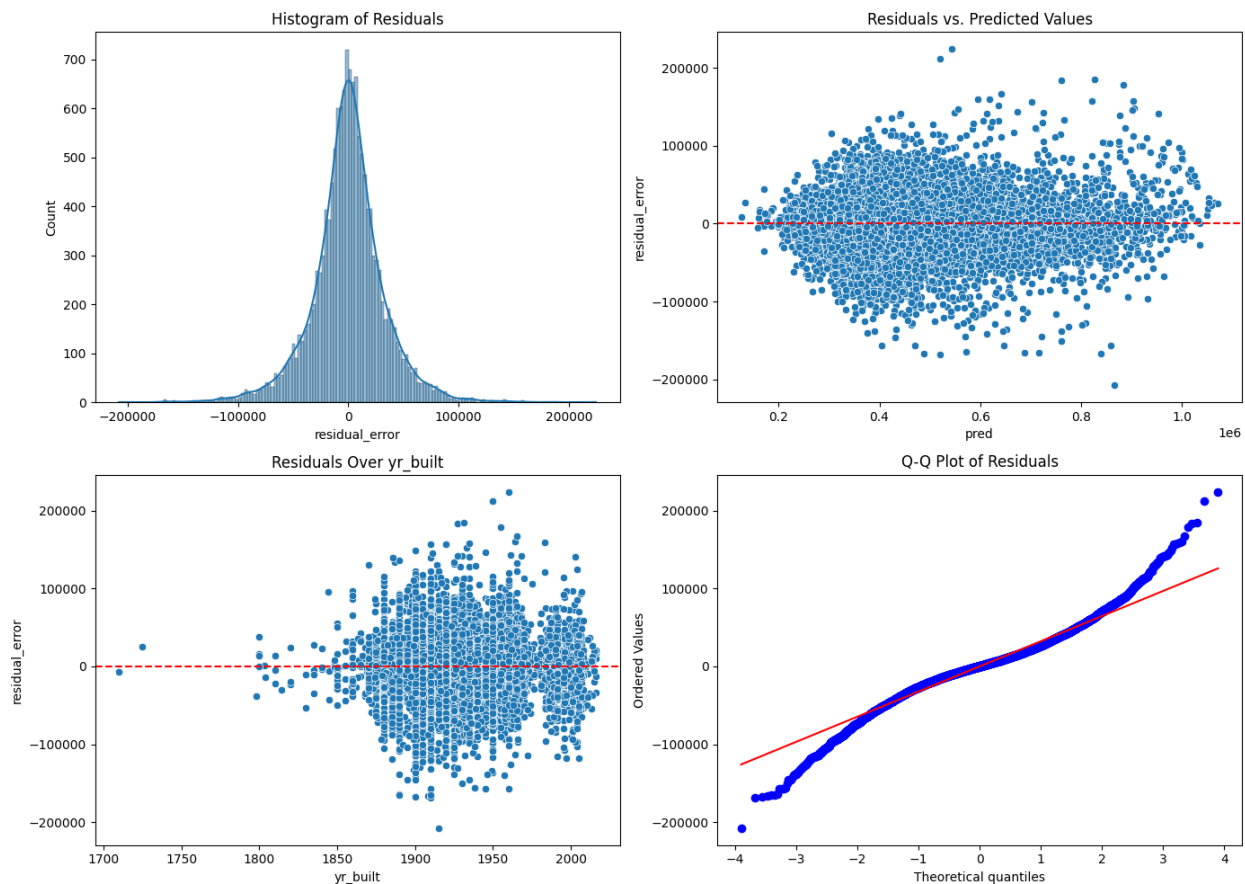 Histogram of Residuals
700
600
500
400
300
200
100
0
Count
−200000 −100000 0 100000 200000
residual_error
Residuals vs. Predicted Values
200000
100000
0
−100000
−200000
residual_error
0.2 0.4 0.6 0.8 1.0
1e6
pred
Residuals Over yr_built
200000
100000
0
−100000
−200000
residual_error
1700 1750 1800 1850 1900 1950 2000
yr_built
Q-Q Plot of Residuals
200000
100000
0
−100000
−200000
Ordered Values
−4 −3 −2 −1 0 1 2 3 4
Theoretical quantiles